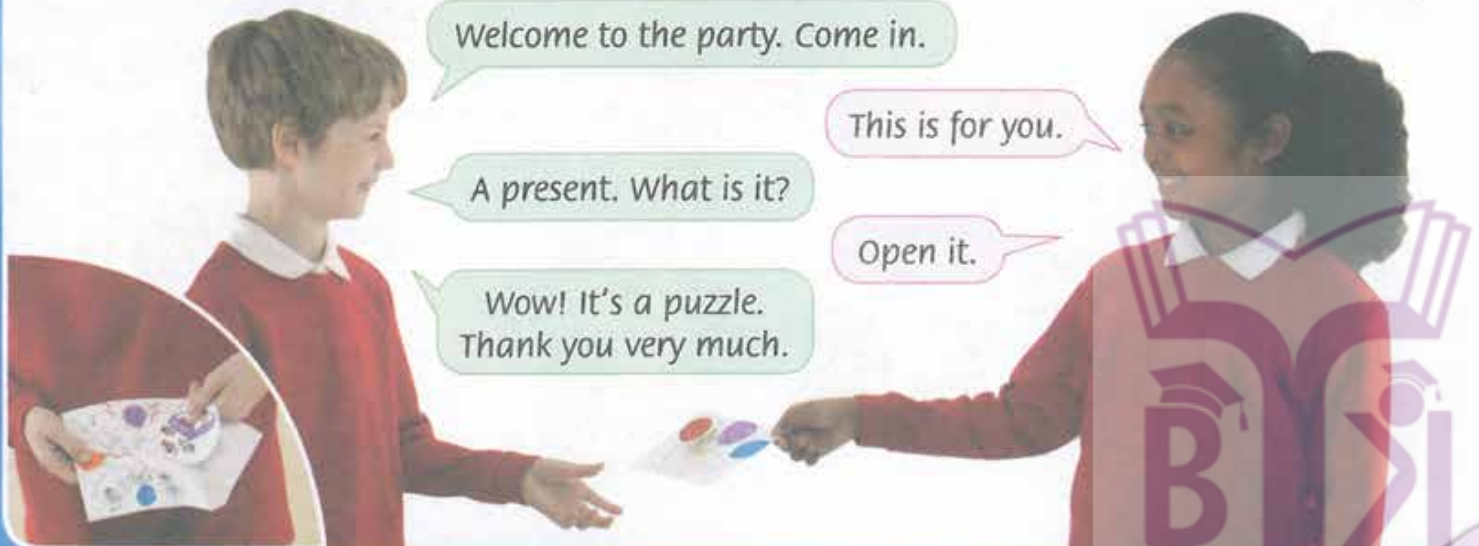 Welcome to the party. Come in.
This is for you.
A present. What is it?
Open it.
Wow! It's a puzzle.
Thank you very much.
B